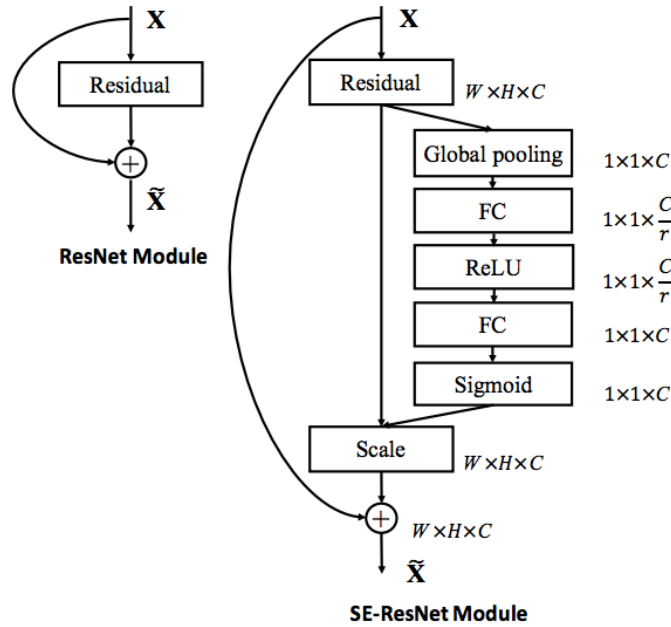 X
Residual
+
X̃
ResNet Module
X
Residual
W×H×C
Global pooling
1×1×C
FC
1×1×C/r
ReLU
1×1×C/r
FC
1×1×C
Sigmoid
1×1×C
Scale
W×H×C
+
W×H×C
X̃
SE-ResNet Module